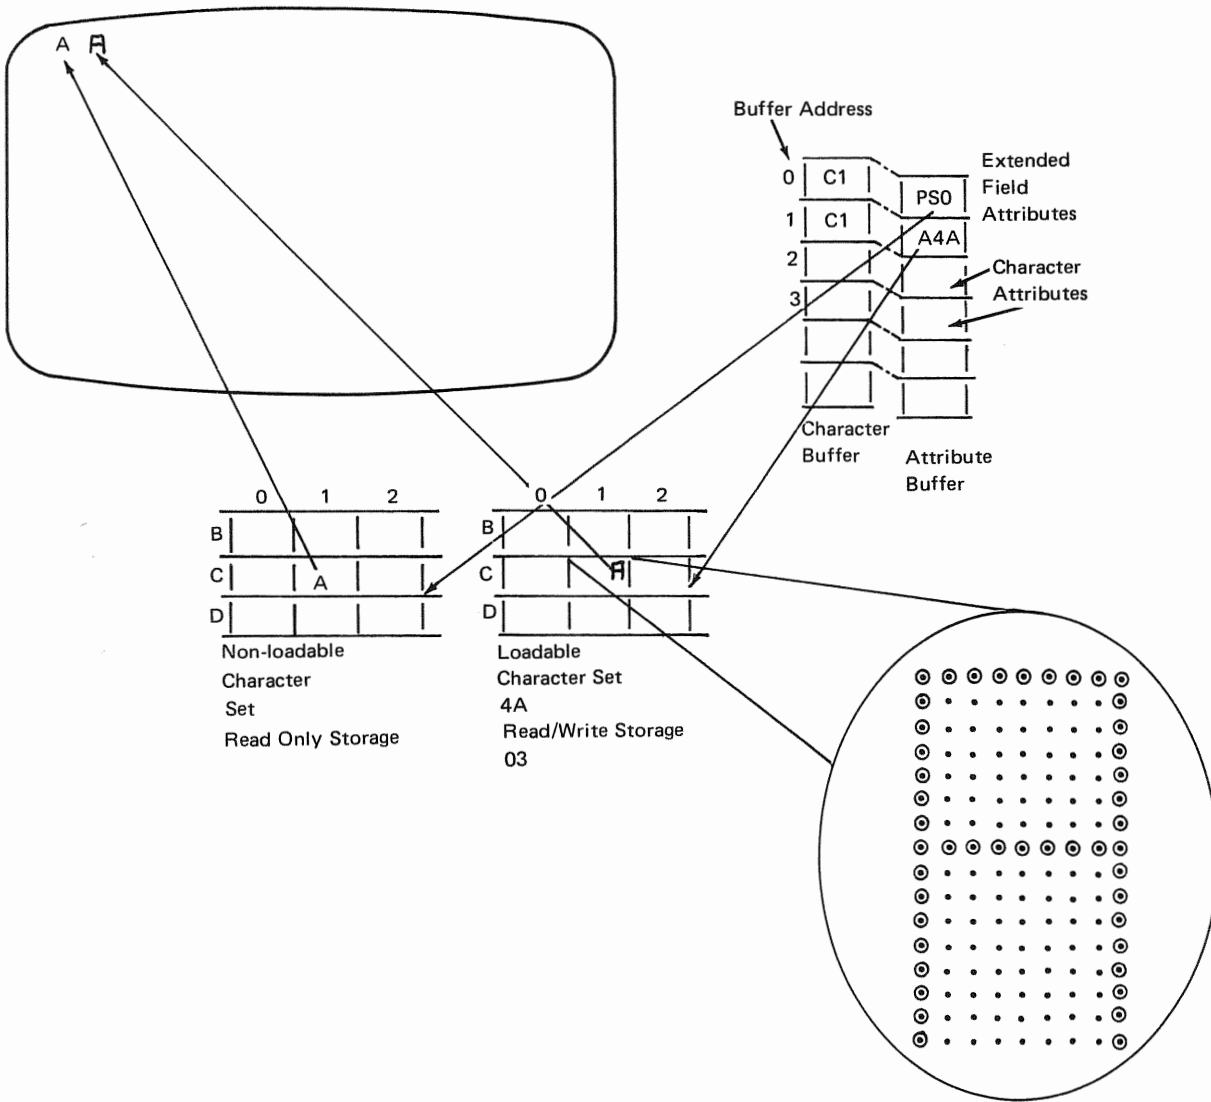 A A
Buffer Address
Extended
Field
Attributes
0 C1 PS0
1 C1 A4A
2
3
Character
Attributes
Character
Buffer
Attribute
Buffer
0 1 2
B
C A
D
Non-loadable
Character
Set
Read Only Storage
0 1 2
B
C A
D
Loadable
Character Set
4A
Read/Write Storage
03